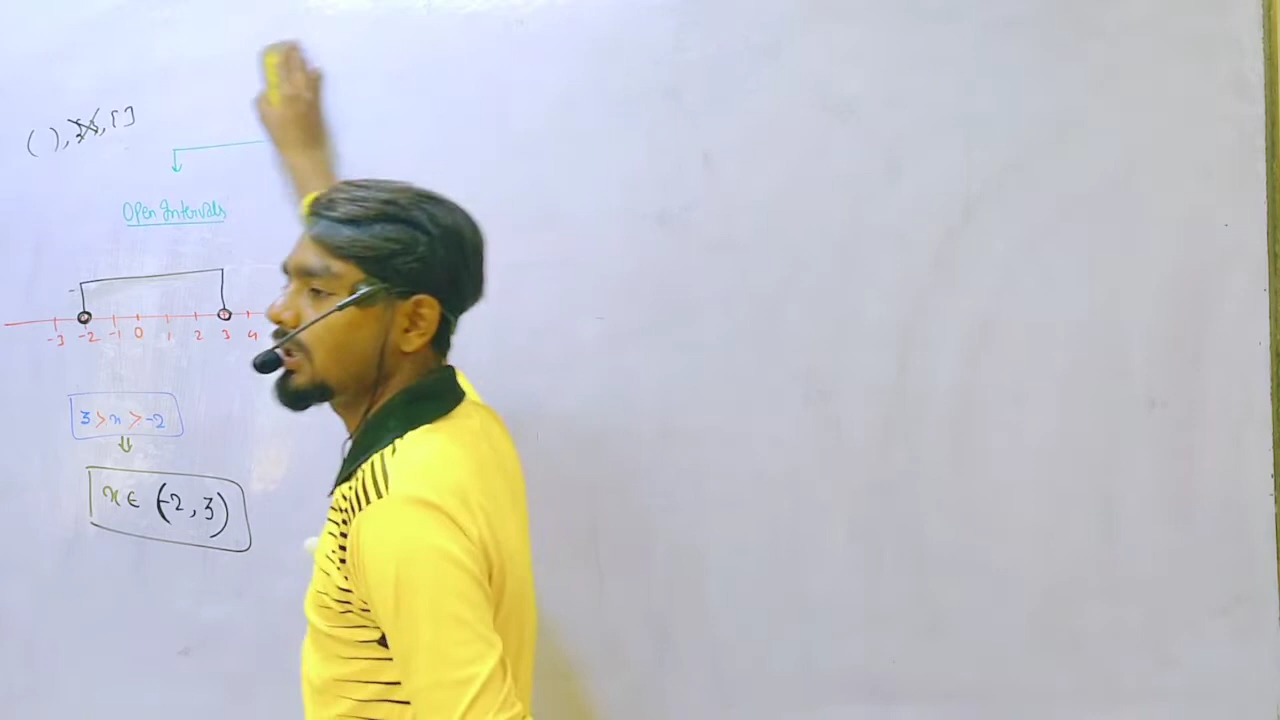 ( ), { }, [ ]
Open Intervals
-3 -2 -1 0 1 2 3 4
3 > x > -2
⇓
x ∈ (-2, 3)